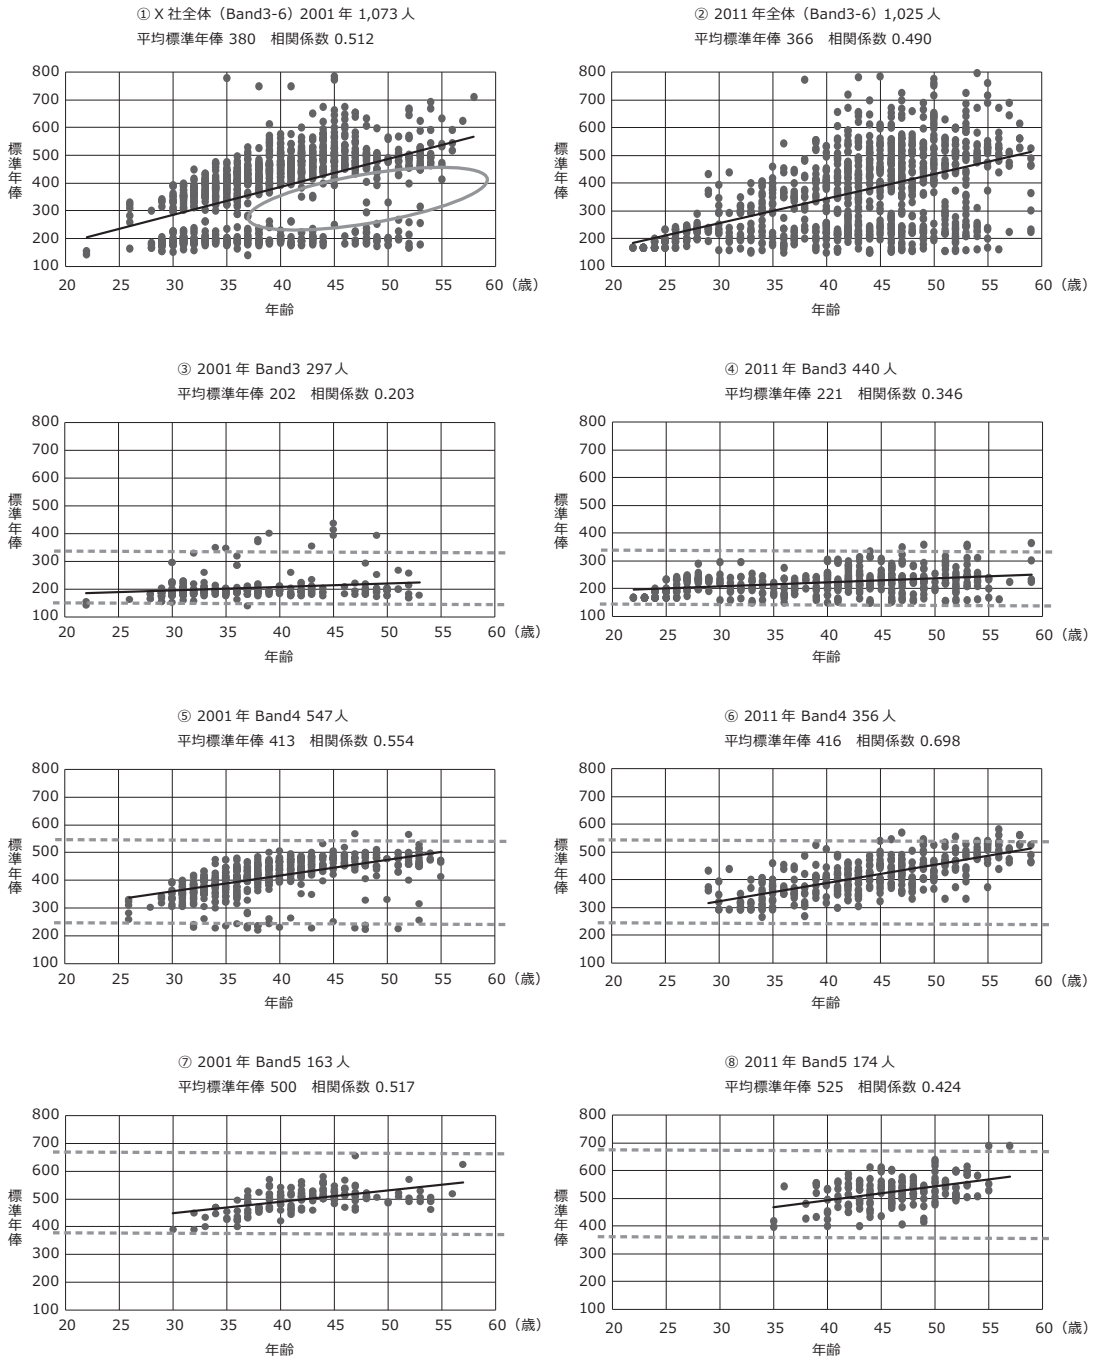 ① X 社全体（Band3-6）2001 年 1,073 人
平均標準年俸 380　相関係数 0.512
800
700
600
500
400
300
200
100
標準年俸
20 25 30 35 40 45 50 55 60（歳）
年齢
② 2011 年全体（Band3-6）1,025 人
平均標準年俸 366　相関係数 0.490
800
700
600
500
400
300
200
100
標準年俸
20 25 30 35 40 45 50 55 60（歳）
年齢
③ 2001 年 Band3 297 人
平均標準年俸 202　相関係数 0.203
800
700
600
500
400
300
200
100
標準年俸
20 25 30 35 40 45 50 55 60（歳）
年齢
④ 2011 年 Band3 440 人
平均標準年俸 221　相関係数 0.346
800
700
600
500
400
300
200
100
標準年俸
20 25 30 35 40 45 50 55 60（歳）
年齢
⑤ 2001 年 Band4 547 人
平均標準年俸 413　相関係数 0.554
800
700
600
500
400
300
200
100
標準年俸
20 25 30 35 40 45 50 55 60（歳）
年齢
⑥ 2011 年 Band4 356 人
平均標準年俸 416　相関係数 0.698
800
700
600
500
400
300
200
100
標準年俸
20 25 30 35 40 45 50 55 60（歳）
年齢
⑦ 2001 年 Band5 163 人
平均標準年俸 500　相関係数 0.517
800
700
600
500
400
300
200
100
標準年俸
20 25 30 35 40 45 50 55 60（歳）
年齢
⑧ 2011 年 Band5 174 人
平均標準年俸 525　相関係数 0.424
800
700
600
500
400
300
200
100
標準年俸
20 25 30 35 40 45 50 55 60（歳）
年齢